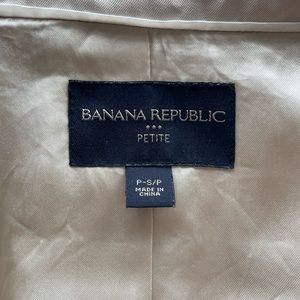 BANANA REPUBLIC
PETITE
P-S/P
MADE IN
CHINA